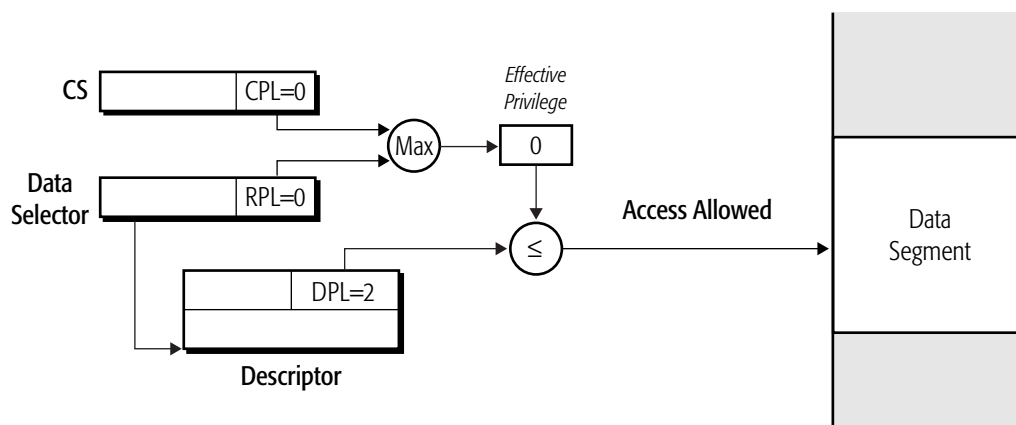 Effective
Privilege
CS
CPL=0
Max
0
Data
Selector
RPL=0
Access Allowed
Data
Segment
≤
DPL=2
Descriptor